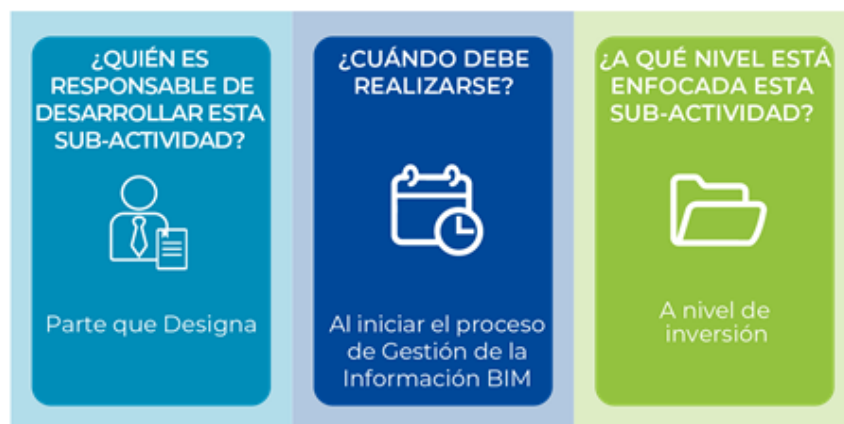 ¿QUIÉN ES
RESPONSABLE DE
DESARROLLAR ESTA
SUB-ACTIVIDAD?
Parte que Designa
¿CUÁNDO DEBE
REALIZARSE?
Al iniciar el proceso
de Gestión de la
Información BIM
¿A QUÉ NIVEL ESTÁ
ENFOCADA ESTA
SUB-ACTIVIDAD?
A nivel de
inversión